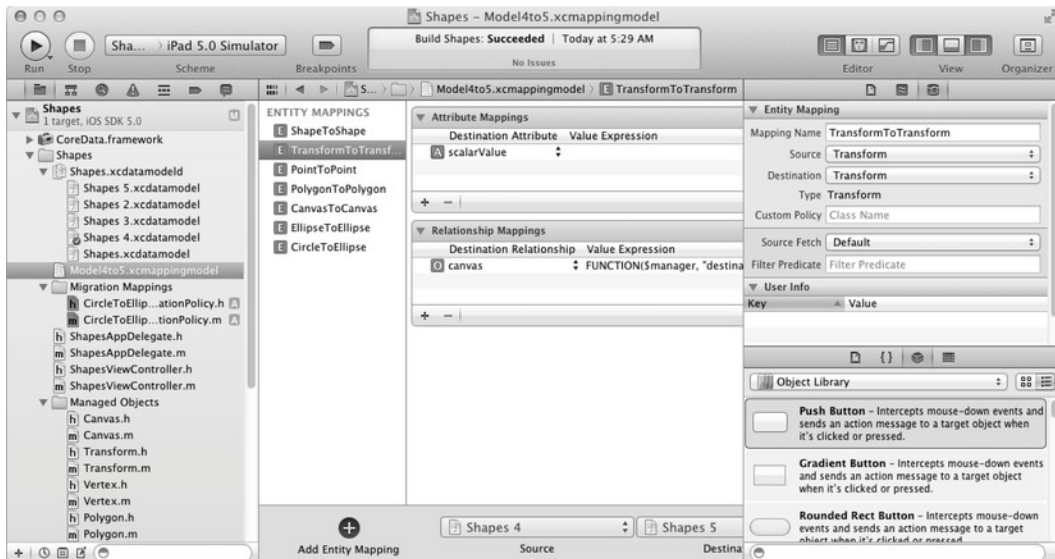 Shapes – Model4to5.xcmappingmodel
Sha... iPad 5.0 Simulator
Build Shapes: Succeeded | Today at 5:29 AM
No Issues
Run Stop Scheme Breakpoints Editor View Organizer
S... Model4to5.xcmappingmodel E TransformToTransform
Shapes
1 target, iOS SDK 5.0
M
CoreData.framework
Shapes
Shapes.xcdatamodeld
Shapes 5.xcdatamodel
Shapes 2.xcdatamodel
Shapes 3.xcdatamodel
Shapes 4.xcdatamodel
Shapes.xcdatamodel
Model4to5.xcmappingmodel
Migration Mappings
h CircleToEllip...ationPolicy.h A
m CircleToEllip...tionPolicy.m A
h ShapesAppDelegate.h
m ShapesAppDelegate.m
h ShapesViewController.h
m ShapesViewController.m
Managed Objects
h Canvas.h
m Canvas.m
h Transform.h
m Transform.m
h Vertex.h
m Vertex.m
h Polygon.h
m Polygon.m
ENTITY MAPPINGS
E ShapeToShape
E TransformToTransf...
E PointToPoint
E PolygonToPolygon
E CanvasToCanvas
E EllipseToEllipse
E CircleToEllipse
Add Entity Mapping
Attribute Mappings
Destination Attribute Value Expression
A scalarValue
+ −
Relationship Mappings
Destination Relationship Value Expression
O canvas FUNCTION($manager, "destina
+ −
Shapes 4 Shapes 5
Source Destina
Entity Mapping
Mapping Name TransformToTransform
Source Transform
Destination Transform
Type Transform
Custom Policy Class Name
Source Fetch Default
Filter Predicate Filter Predicate
User Info
Key Value
{}
Object Library
Push Button – Intercepts mouse-down events and
sends an action message to a target object when
it's clicked or pressed.
Gradient Button – Intercepts mouse-down events
and sends an action message to a target object
when it's clicked or pressed.
Rounded Rect Button – Intercepts mouse-down
events and sends an action message to a target
object when it's clicked or pressed.